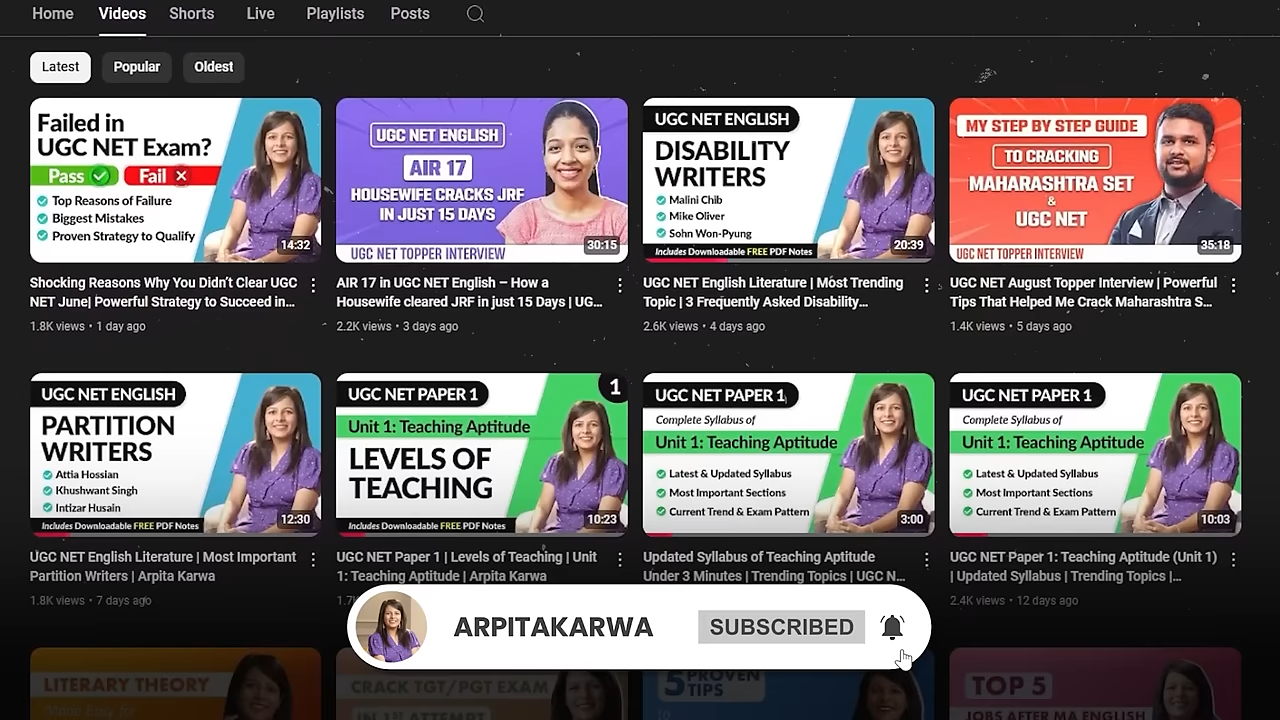 Home Videos Shorts Live Playlists Posts
Latest Popular Oldest
Failed in
UGC NET Exam?
Pass Fail
Top Reasons of Failure
Biggest Mistakes
Proven Strategy to Qualify
14:32
Shocking Reasons Why You Didn't Clear UGC
NET June| Powerful Strategy to Succeed in...
1.8K views • 1 day ago
UGC NET ENGLISH
AIR 17
HOUSEWIFE CRACKS JRF
IN JUST 15 DAYS
UGC NET TOPPER INTERVIEW
30:15
AIR 17 in UGC NET English – How a
Housewife cleared JRF in just 15 Days | UG...
2.2K views • 3 days ago
UGC NET ENGLISH
DISABILITY
WRITERS
Malini Chib
Mike Oliver
Sohn Won-Pyung
Includes Downloadable FREE PDF Notes
20:39
UGC NET English Literature | Most Trending
Topic | 3 Frequently Asked Disability...
2.6K views • 4 days ago
MY STEP BY STEP GUIDE
TO CRACKING
MAHARASHTRA SET
&
UGC NET
UGC NET TOPPER INTERVIEW
35:18
UGC NET August Topper Interview | Powerful
Tips That Helped Me Crack Maharashtra S...
1.4K views • 5 days ago
UGC NET ENGLISH
PARTITION
WRITERS
Attia Hossian
Khushwant Singh
Intizar Husain
Includes Downloadable FREE PDF Notes
12:30
UGC NET English Literature | Most Important
Partition Writers | Arpita Karwa
1.8K views • 7 days ago
UGC NET PAPER 1
1
Unit 1: Teaching Aptitude
LEVELS OF
TEACHING
Includes Downloadable FREE PDF Notes
10:23
UGC NET Paper 1 | Levels of Teaching | Unit
1: Teaching Aptitude | Arpita Karwa
UGC NET PAPER 1
Complete Syllabus of
Unit 1: Teaching Aptitude
Latest & Updated Syllabus
Most Important Sections
Current Trend & Exam Pattern
3:00
Updated Syllabus of Teaching Aptitude
Under 3 Minutes | Trending Topics | UGC N...
UGC NET PAPER 1
Complete Syllabus of
Unit 1: Teaching Aptitude
Latest & Updated Syllabus
Most Important Sections
Current Trend & Exam Pattern
10:03
UGC NET Paper 1: Teaching Aptitude (Unit 1)
| Updated Syllabus | Trending Topics |...
2.4K views • 12 days ago
ARPITAKARWA SUBSCRIBED
LITERARY THEORY
Made Easy for
CRACK TGT/PGT EXAM
IN 1ST ATTEMPT
5 PROVEN
TIPS
TOP 5
JOBS AFTER MA ENGLISH